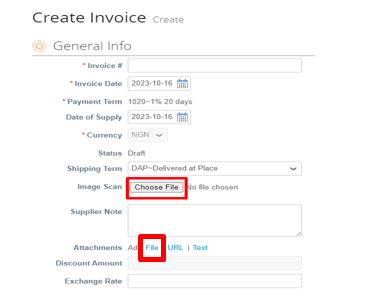 Create Invoice Create
General Info
* Invoice #
* Invoice Date 2023-10-16
* Payment Term 1020~1% 20 days
Date of Supply 2023-10-16
* Currency NGN
Status Draft
Shipping Term DAP~Delivered at Place
Image Scan Choose File No file chosen
Supplier Note
Attachments Ad File URL | Text
Discount Amount
Exchange Rate